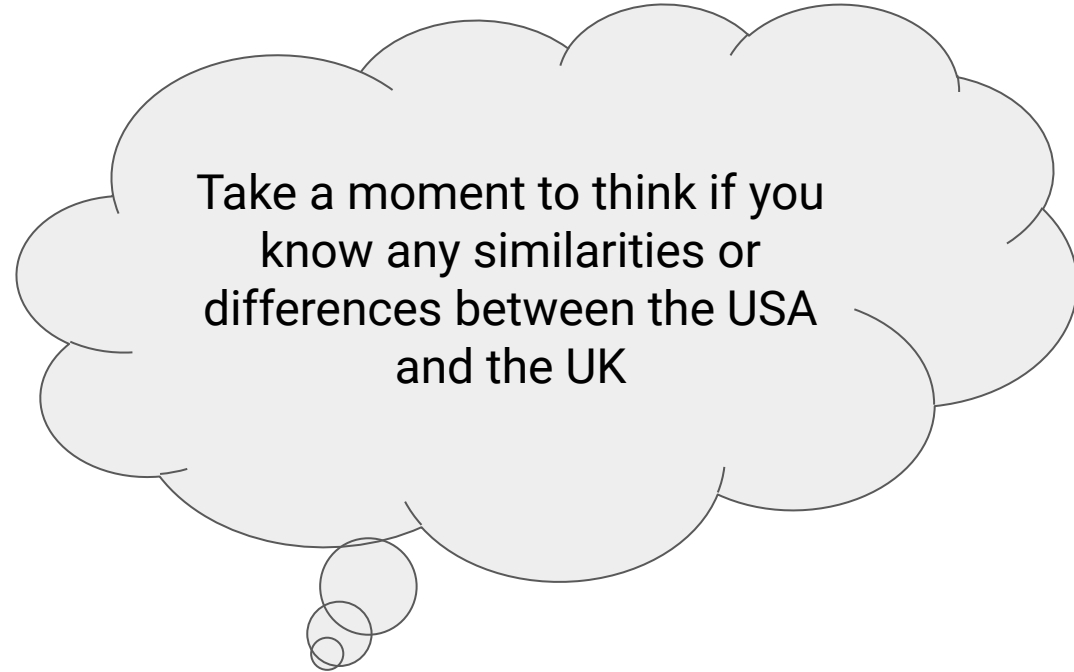 Take a moment to think if you
know any similarities or
differences between the USA
and the UK